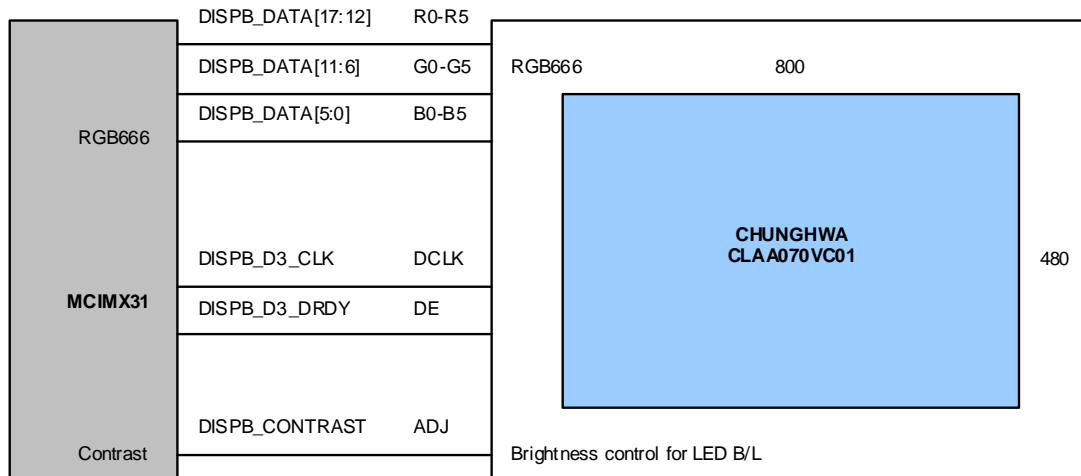 DISPB_DATA[17:12] R0-R5
DISPB_DATA[11:6] G0-G5 RGB666 800
DISPB_DATA[5:0] B0-B5
RGB666
CHUNGHWA
CLAA070VC01
DISPB_D3_CLK DCLK 480
MCIMX31 DISPB_D3_DRDY DE
DISPB_CONTRAST ADJ
Contrast Brightness control for LED B/L